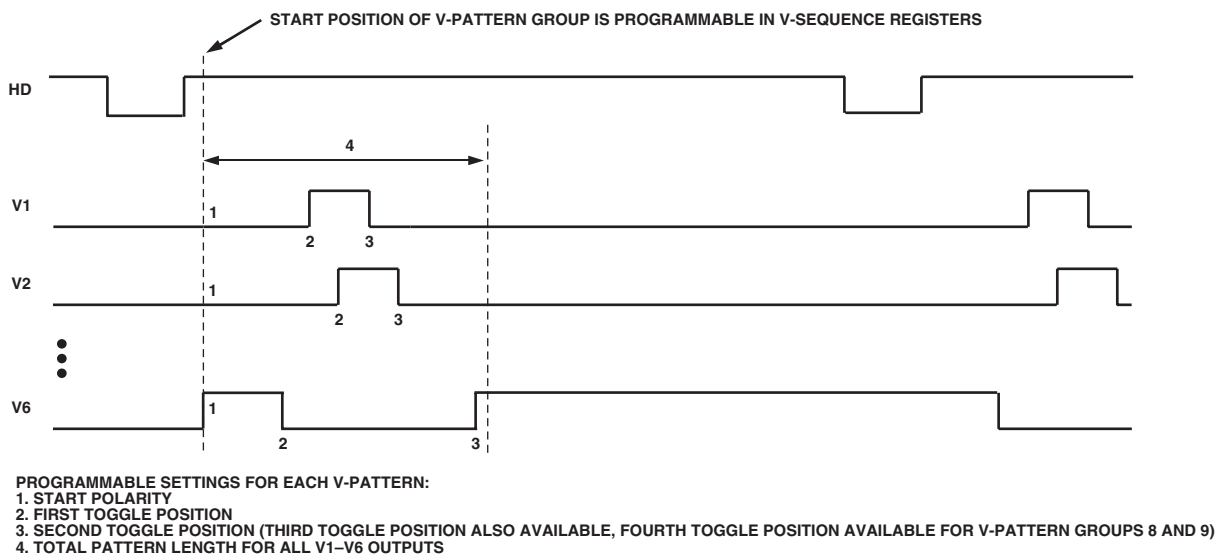 START POSITION OF V-PATTERN GROUP IS PROGRAMMABLE IN V-SEQUENCE REGISTERS
HD
4
V1
1
2 3
V2
1
2 3
V6
1
2 3
PROGRAMMABLE SETTINGS FOR EACH V-PATTERN:
1. START POLARITY
2. FIRST TOGGLE POSITION
3. SECOND TOGGLE POSITION (THIRD TOGGLE POSITION ALSO AVAILABLE, FOURTH TOGGLE POSITION AVAILABLE FOR V-PATTERN GROUPS 8 AND 9)
4. TOTAL PATTERN LENGTH FOR ALL V1–V6 OUTPUTS